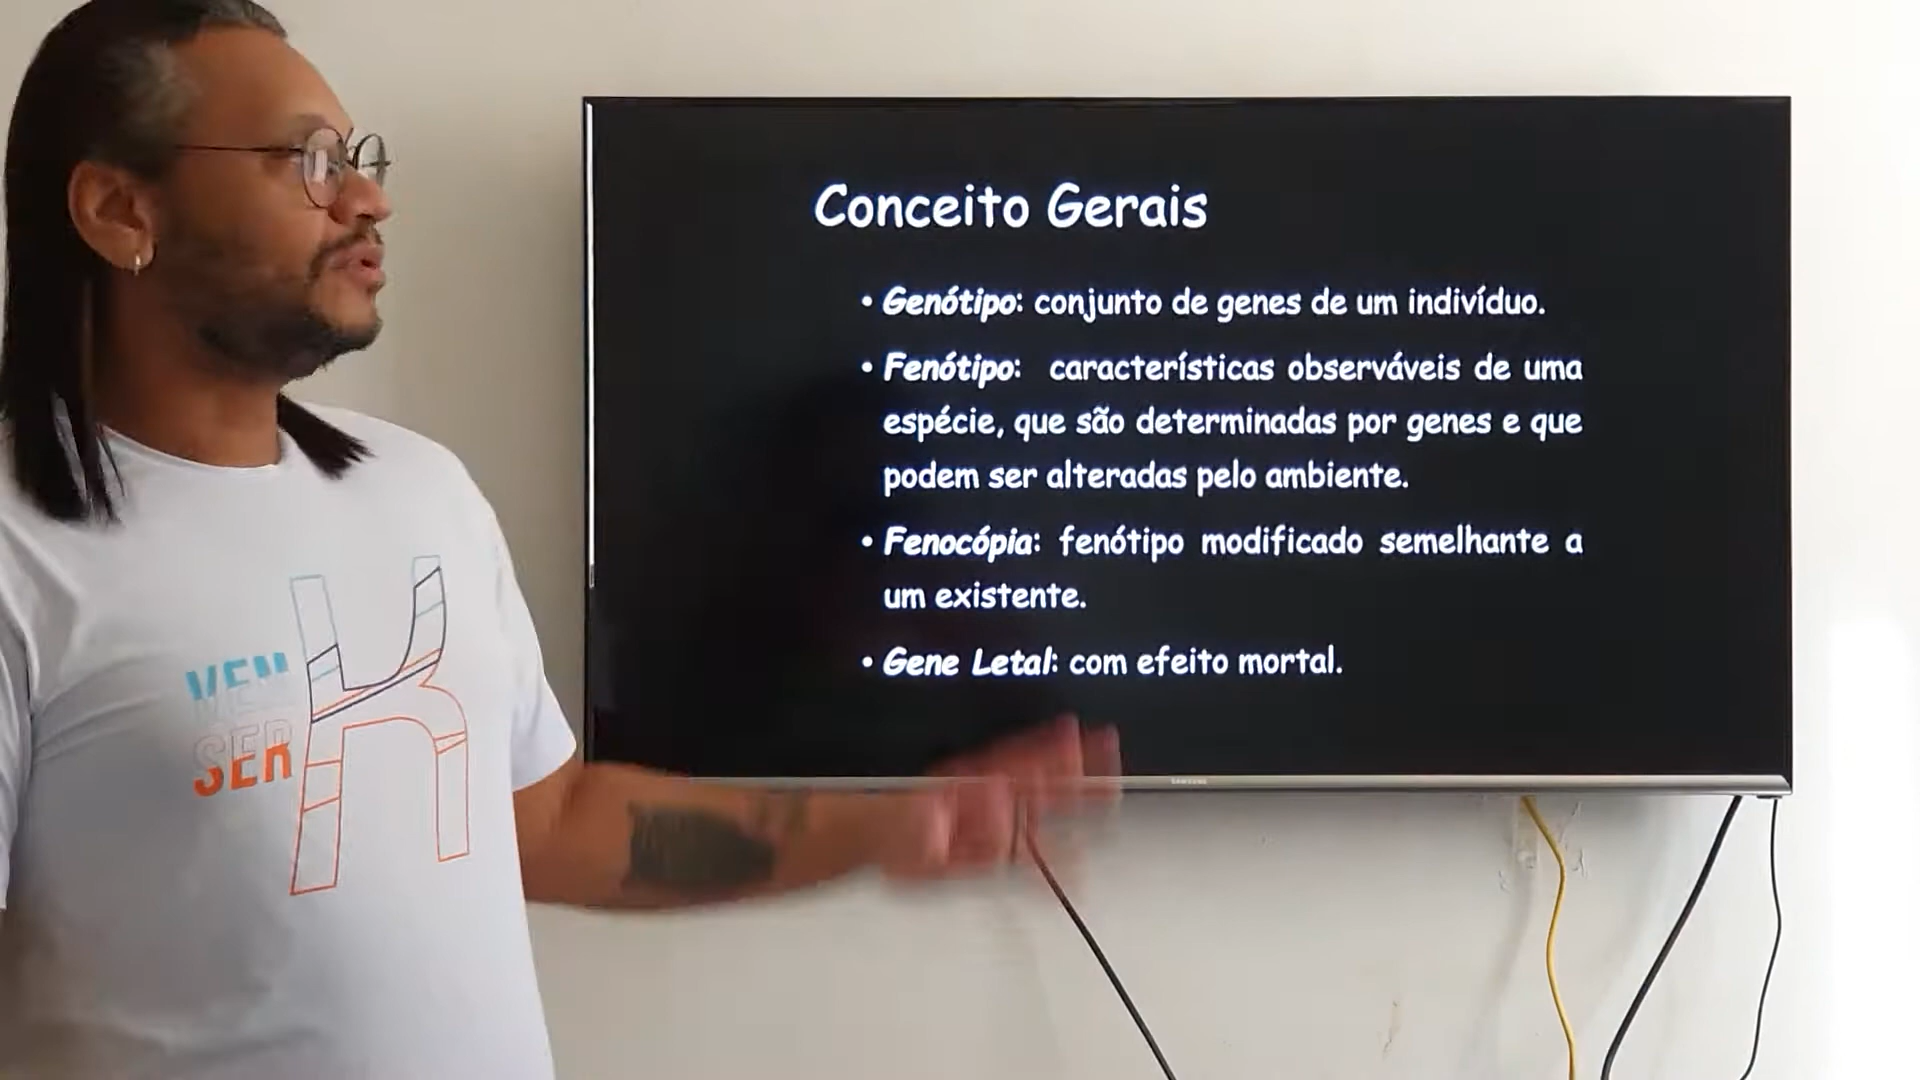 Conceito Gerais
• Genótipo: conjunto de genes de um indivíduo.
• Fenótipo: características observáveis de uma
espécie, que são determinadas por genes e que
podem ser alteradas pelo ambiente.
• Fenocópia: fenótipo modificado semelhante a
um existente.
• Gene Letal: com efeito mortal.
SAMSUNG
VEM
SER